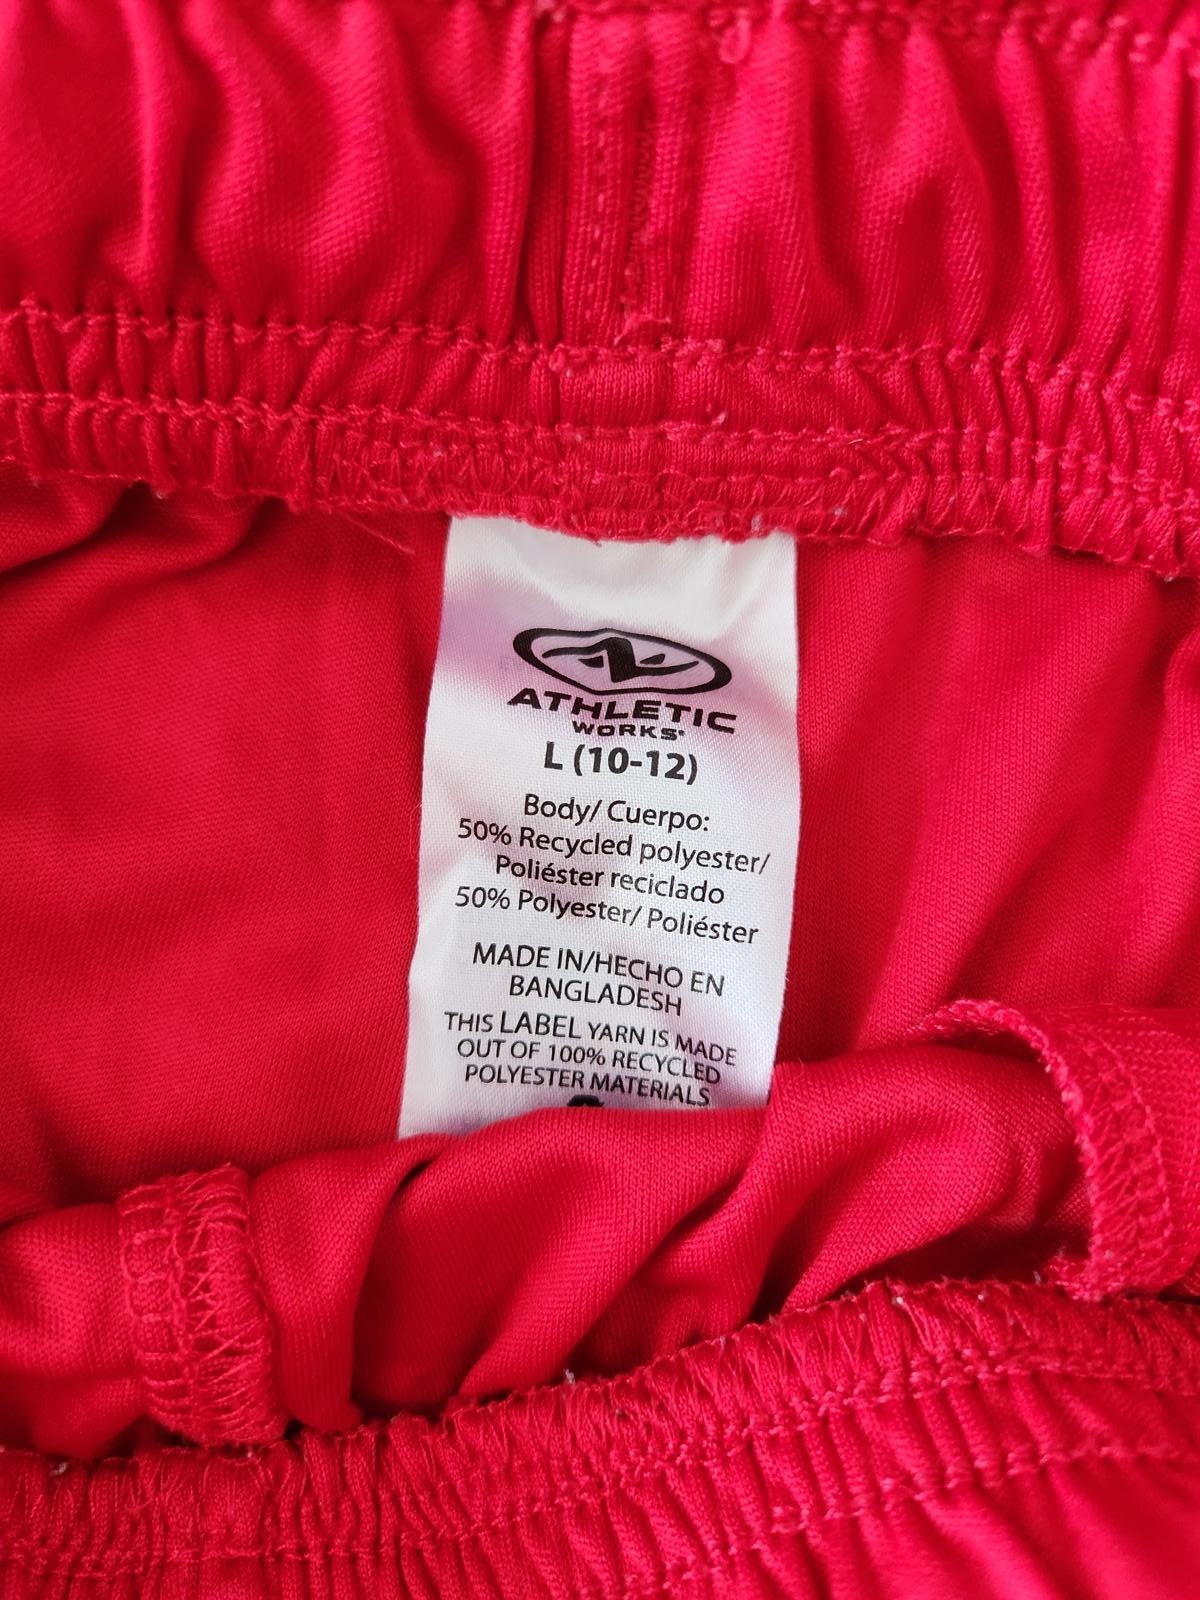 ATHLETIC
WORKS®
L (10-12)
Body/ Cuerpo:
50% Recycled polyester/
Poliéster reciclado
50% Polyester/ Poliéster
MADE IN/HECHO EN
BANGLADESH
THIS LABEL YARN IS MADE
OUT OF 100% RECYCLED
POLYESTER MATERIALS